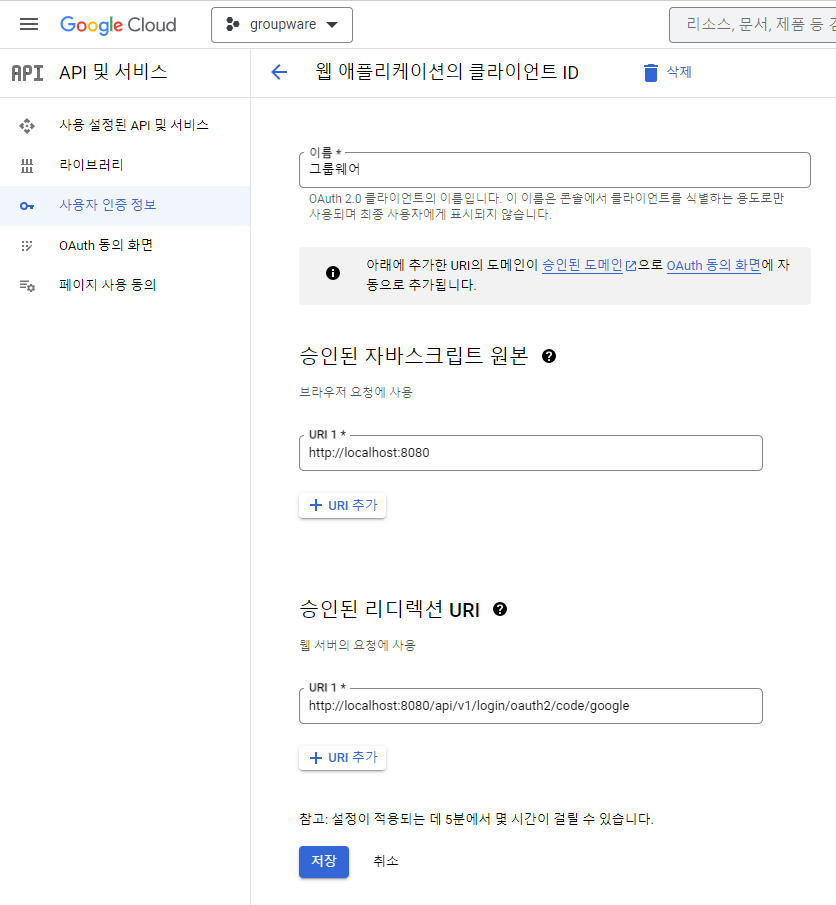 Google Cloud
groupware
리소스, 문서, 제품 등
API
API 및 서비스
웹 애플리케이션의 클라이언트 ID
삭제
사용 설정된 API 및 서비스
라이브러리
사용자 인증 정보
OAuth 동의 화면
페이지 사용 동의
이름 *
그룹웨어
OAuth 2.0 클라이언트의 이름입니다. 이 이름은 콘솔에서 클라이언트를 식별하는 용도로만
사용되며 최종 사용자에게 표시되지 않습니다.
아래에 추가한 URI의 도메인이 승인된 도메인으로 OAuth 동의 화면에 자
동으로 추가됩니다.
승인된 자바스크립트 원본
브라우저 요청에 사용
URI 1 *
http://localhost:8080
+ URI 추가
승인된 리디렉션 URI
웹 서버의 요청에 사용
URI 1 *
http://localhost:8080/api/v1/login/oauth2/code/google
+ URI 추가
참고: 설정이 적용되는 데 5분에서 몇 시간이 걸릴 수 있습니다.
저장
취소